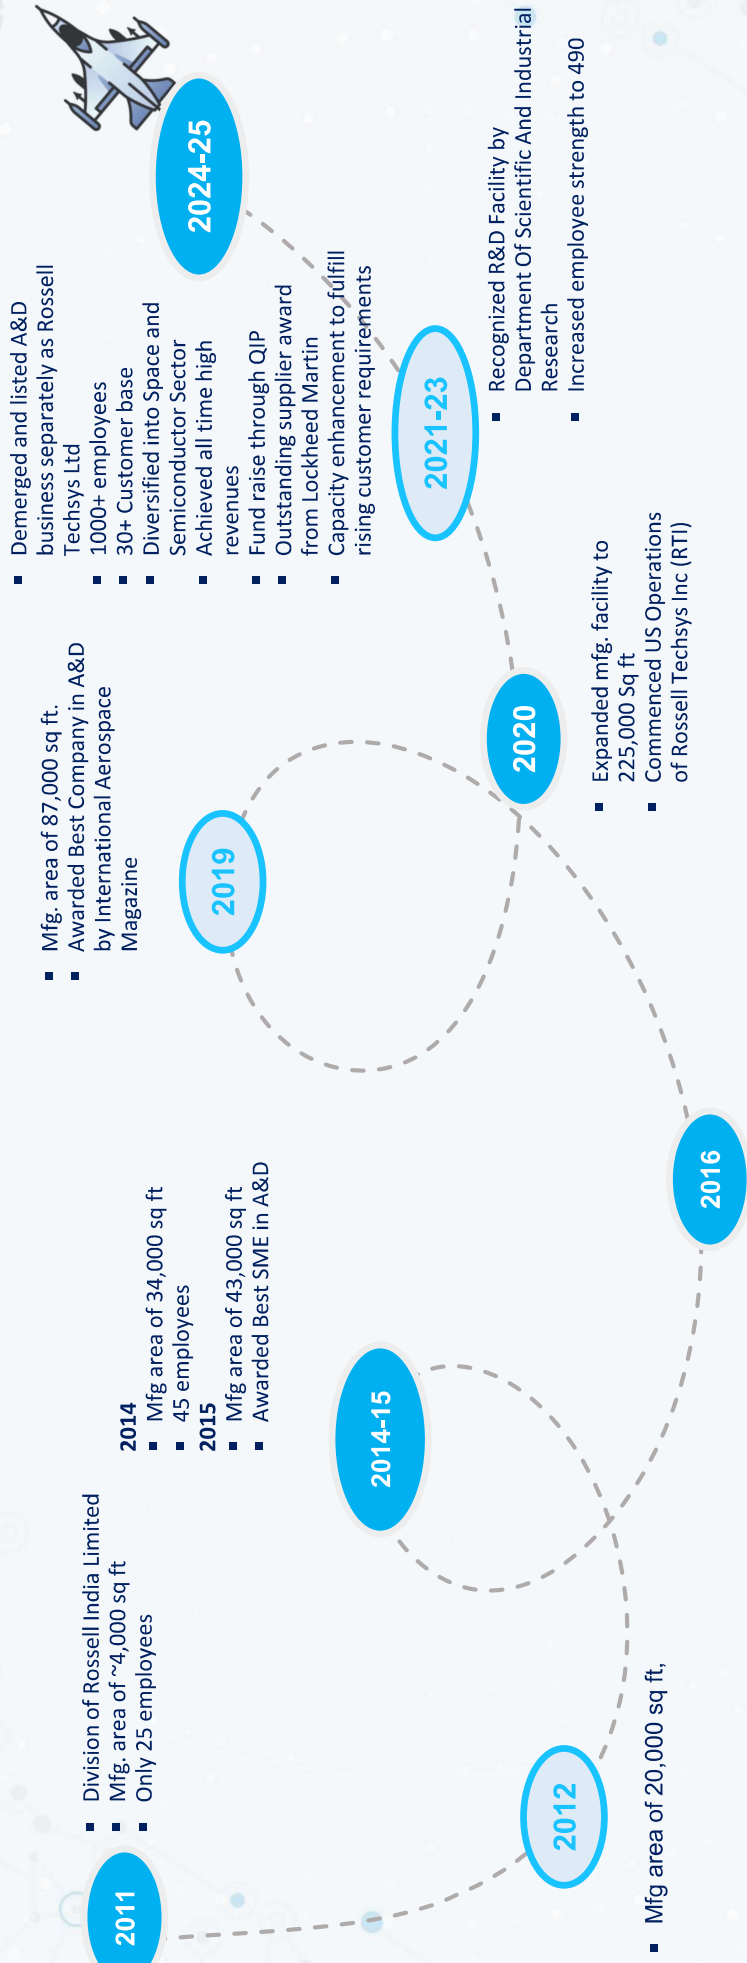 2011
Division of Rossell India Limited
Mfg. area of ~4,000 sq ft
Only 25 employees
2012
Mfg area of 20,000 sq ft,
2014-15
2014
Mfg area of 34,000 sq ft
45 employees
2015
Mfg area of 43,000 sq ft
Awarded Best SME in A&D
2016
2019
Mfg. area of 87,000 sq ft.
Awarded Best Company in A&D
by International Aerospace
Magazine
2020
Expanded mfg. facility to
225,000 Sq ft
Commenced US Operations
of Rossell Techsys Inc (RTI)
2021-23
Recognized R&D Facility by
Department Of Scientific And Industrial
Research
Increased employee strength to 490
2024-25
Demerged and listed A&D
business separately as Rossell
Techsys Ltd
1000+ employees
30+ Customer base
Diversified into Space and
Semiconductor Sector
Achieved all time high
revenues
Fund raise through QIP
Outstanding supplier award
from Lockheed Martin
Capacity enhancement to fulfill
rising customer requirements